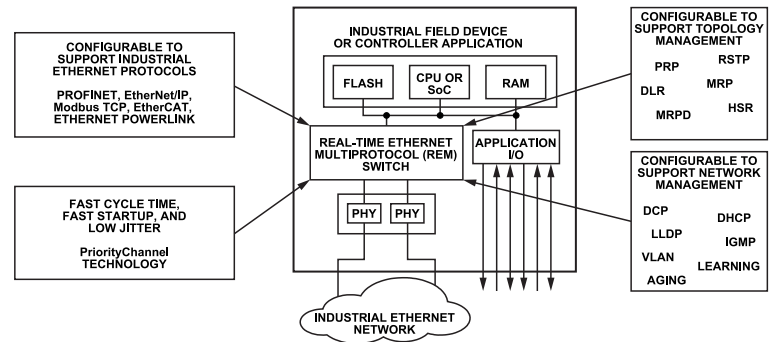 CONFIGURABLE TO
SUPPORT INDUSTRIAL
ETHERNET PROTOCOLS
PROFINET, EtherNet/IP,
Modbus TCP, EtherCAT,
ETHERNET POWERLINK
FAST CYCLE TIME,
FAST STARTUP, AND
LOW JITTER
PriorityChannel
TECHNOLOGY
INDUSTRIAL FIELD DEVICE
OR CONTROLLER APPLICATION
FLASH
CPU OR
SoC
RAM
REAL-TIME ETHERNET
MULTIPROTOCOL (REM)
SWITCH
APPLICATION
I/O
PHY
PHY
INDUSTRIAL ETHERNET
NETWORK
CONFIGURABLE TO
SUPPORT TOPOLOGY
MANAGEMENT
PRP
RSTP
DLR
MRP
MRPD
HSR
CONFIGURABLE TO
SUPPORT NETWORK
MANAGEMENT
DCP
DHCP
LLDP
IGMP
VLAN
LEARNING
AGING